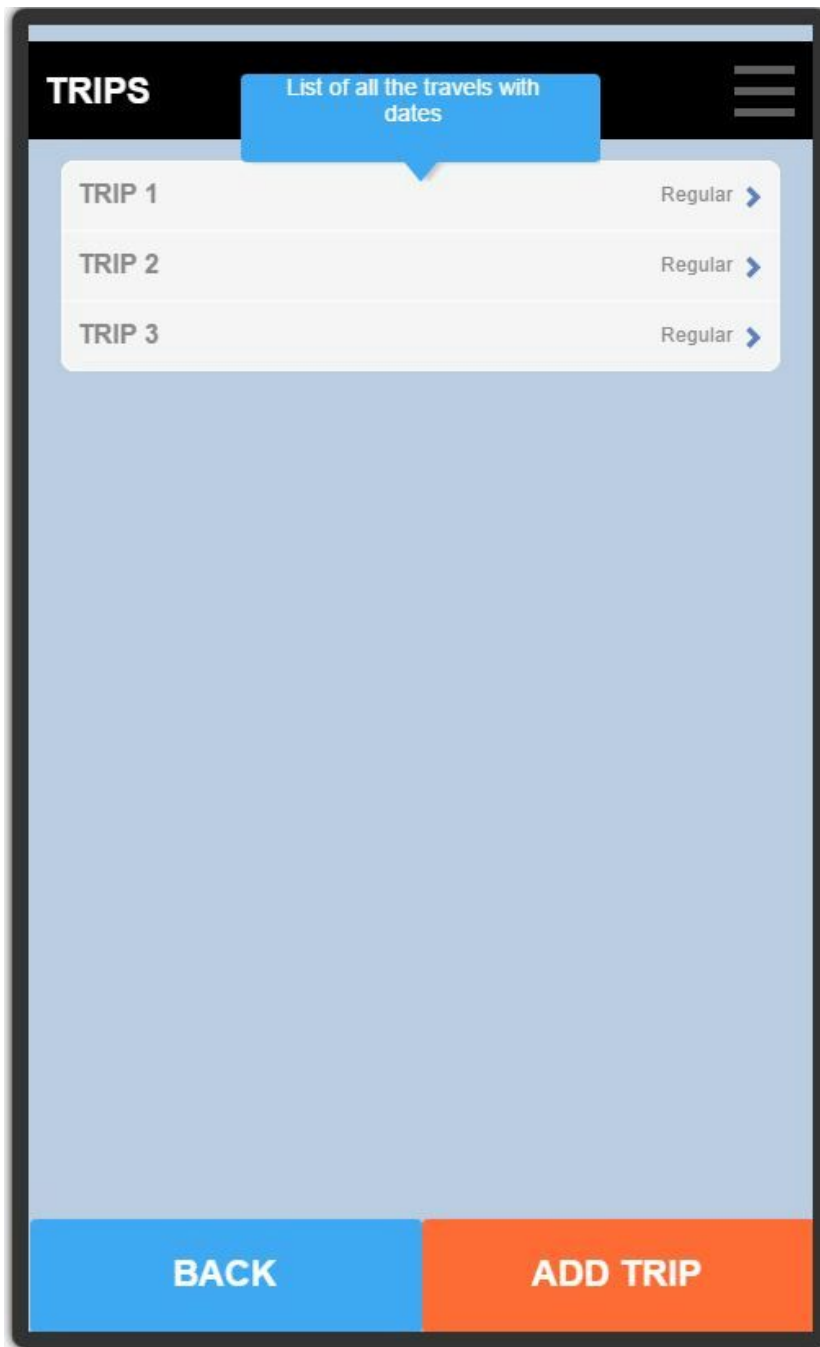 TRIPS
List of all the travels with
dates
TRIP 1 Regular
TRIP 2 Regular
TRIP 3 Regular
BACK ADD TRIP